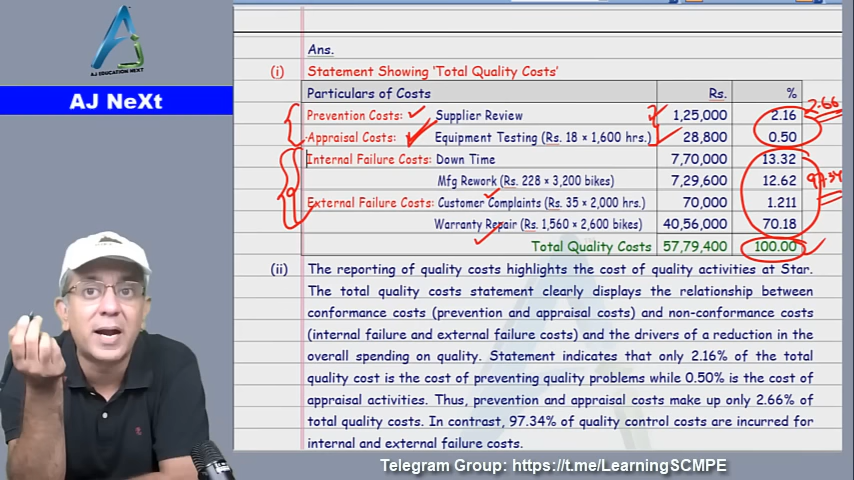 AJ EDUCATION NEXT
AJ NeXt
Ans.
(i) Statement Showing 'Total Quality Costs'
Particulars of Costs Rs. %
Prevention Costs: Supplier Review 1,25,000 2.16 2.66
Appraisal Costs: Equipment Testing (Rs. 18 × 1,600 hrs.) 28,800 0.50
Internal Failure Costs: Down Time 7,70,000 13.32
Mfg Rework (Rs. 228 × 3,200 bikes) 7,29,600 12.62 97.34
External Failure Costs: Customer Complaints (Rs. 35 × 2,000 hrs.) 70,000 1.211
Warranty Repair (Rs. 1,560 × 2,600 bikes) 40,56,000 70.18
Total Quality Costs 57,79,400 100.00
(ii) The reporting of quality costs highlights the cost of quality activities at Star.
The total quality costs statement clearly displays the relationship between
conformance costs (prevention and appraisal costs) and non-conformance costs
(internal failure and external failure costs) and the drivers of a reduction in the
overall spending on quality. Statement indicates that only 2.16% of the total
quality cost is the cost of preventing quality problems while 0.50% is the cost of
appraisal activities. Thus, prevention and appraisal costs make up only 2.66% of
total quality costs. In contrast, 97.34% of quality control costs are incurred for
internal and external failure costs.
Telegram Group: https://t.me/LearningSCMPE